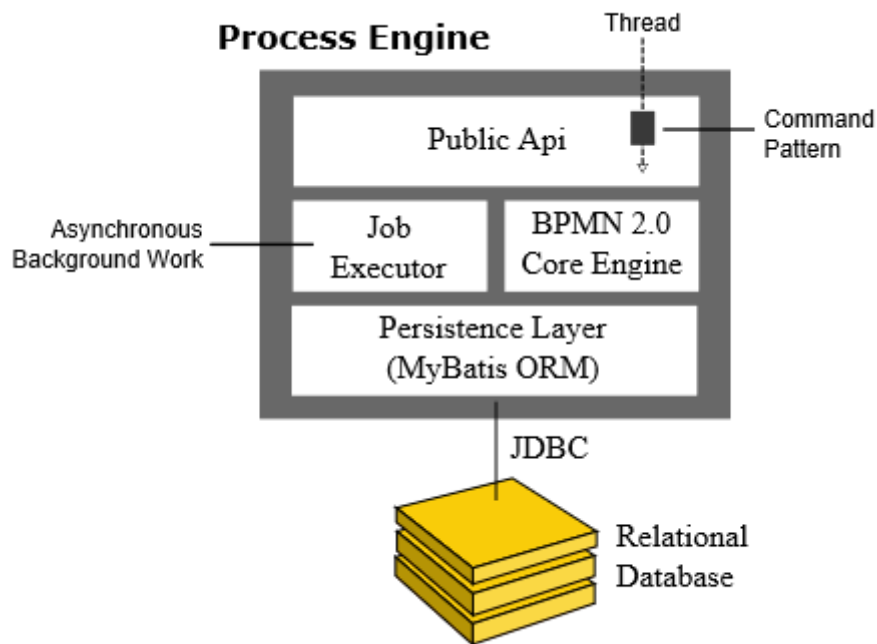 Process Engine
Thread
Public Api
Command
Pattern
Asynchronous
Background Work
Job
Executor
BPMN 2.0
Core Engine
Persistence Layer
(MyBatis ORM)
JDBC
Relational
Database